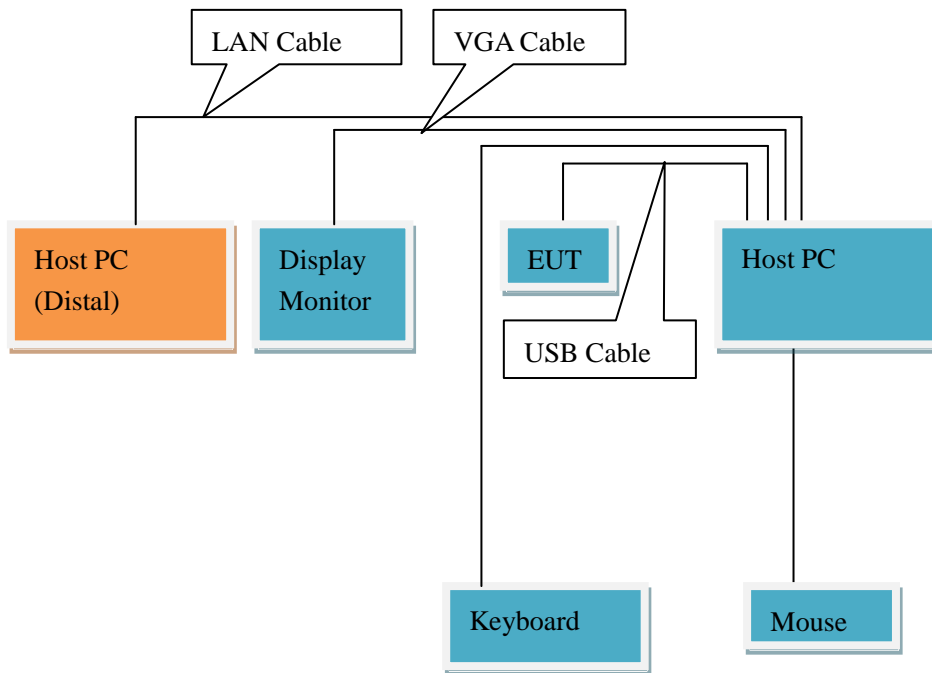 LAN Cable
VGA Cable
Host PC
(Distal)
Display
Monitor
EUT
Host PC
USB Cable
Keyboard
Mouse